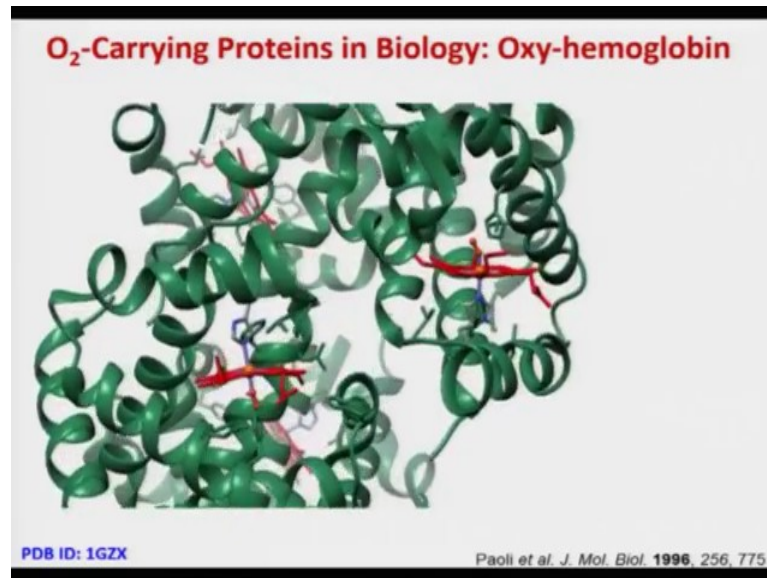 O₂-Carrying Proteins in Biology: Oxy-hemoglobin
PDB ID: 1GZX
Paoli et al. J. Mol. Biol. 1996, 256, 775